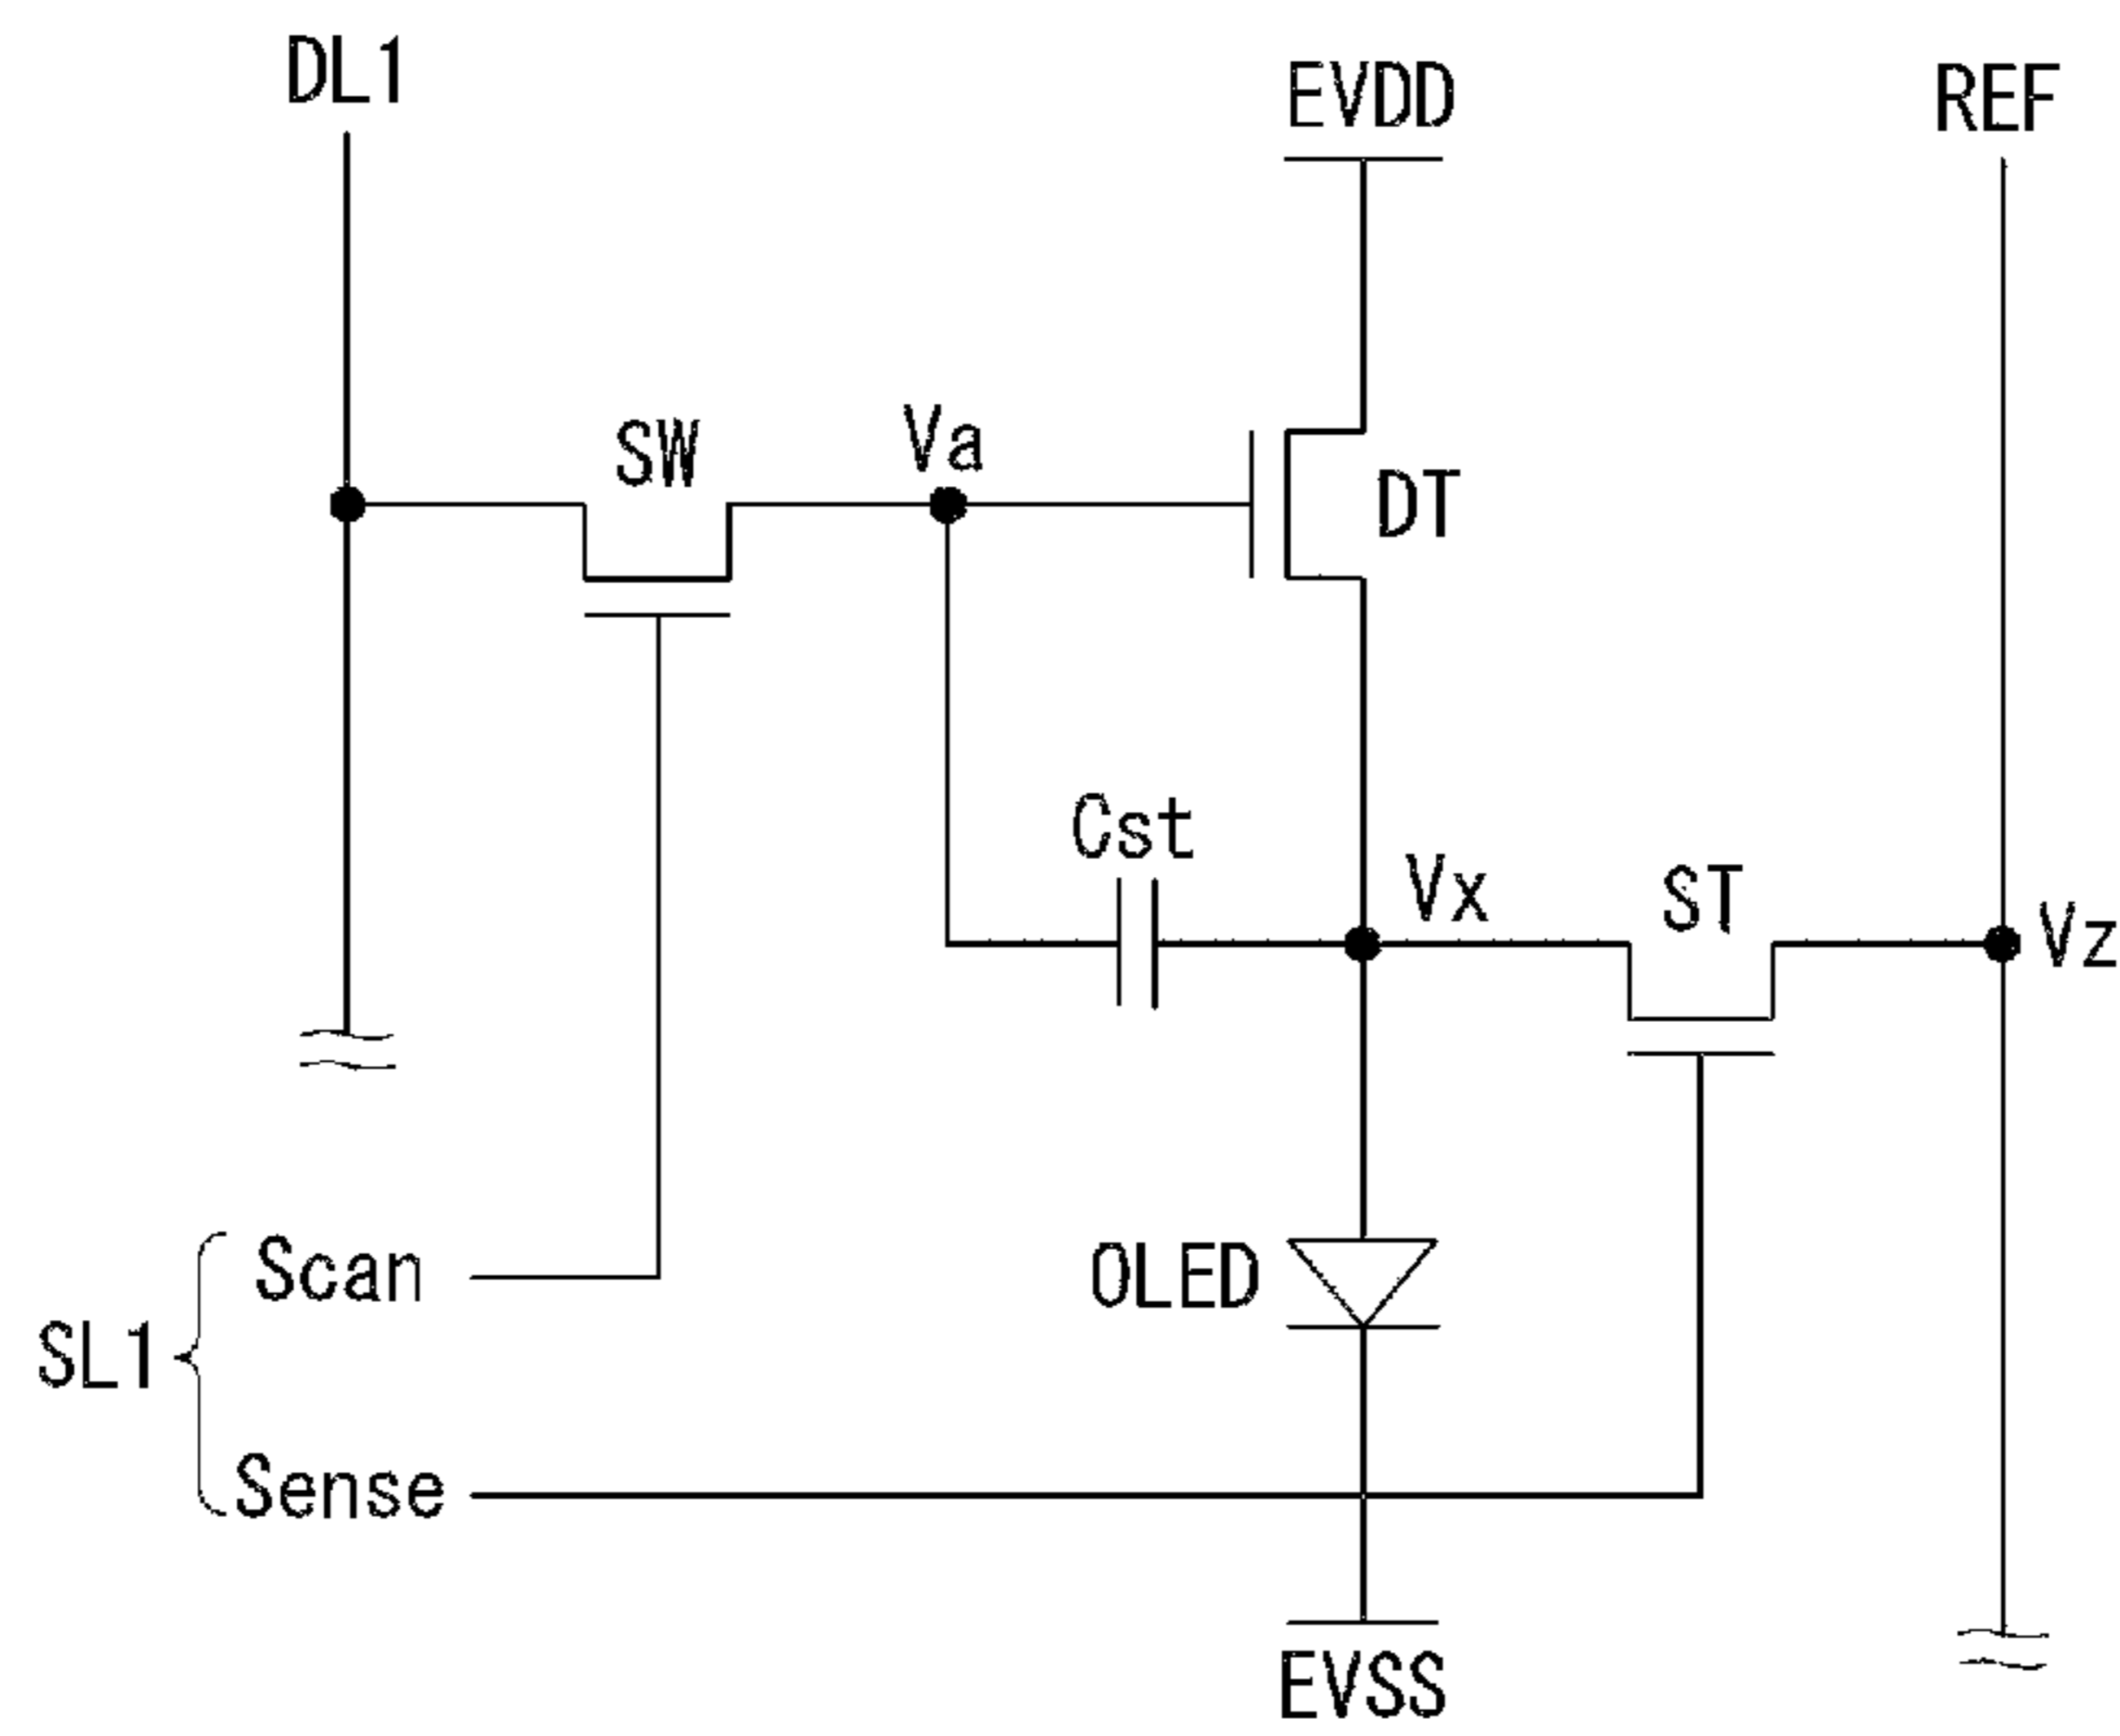 DL1
EVDD
REF
SW
Va
DT
Cst
Vx
ST
Vz
Scan
OLED
SL1
Sense
EVSS